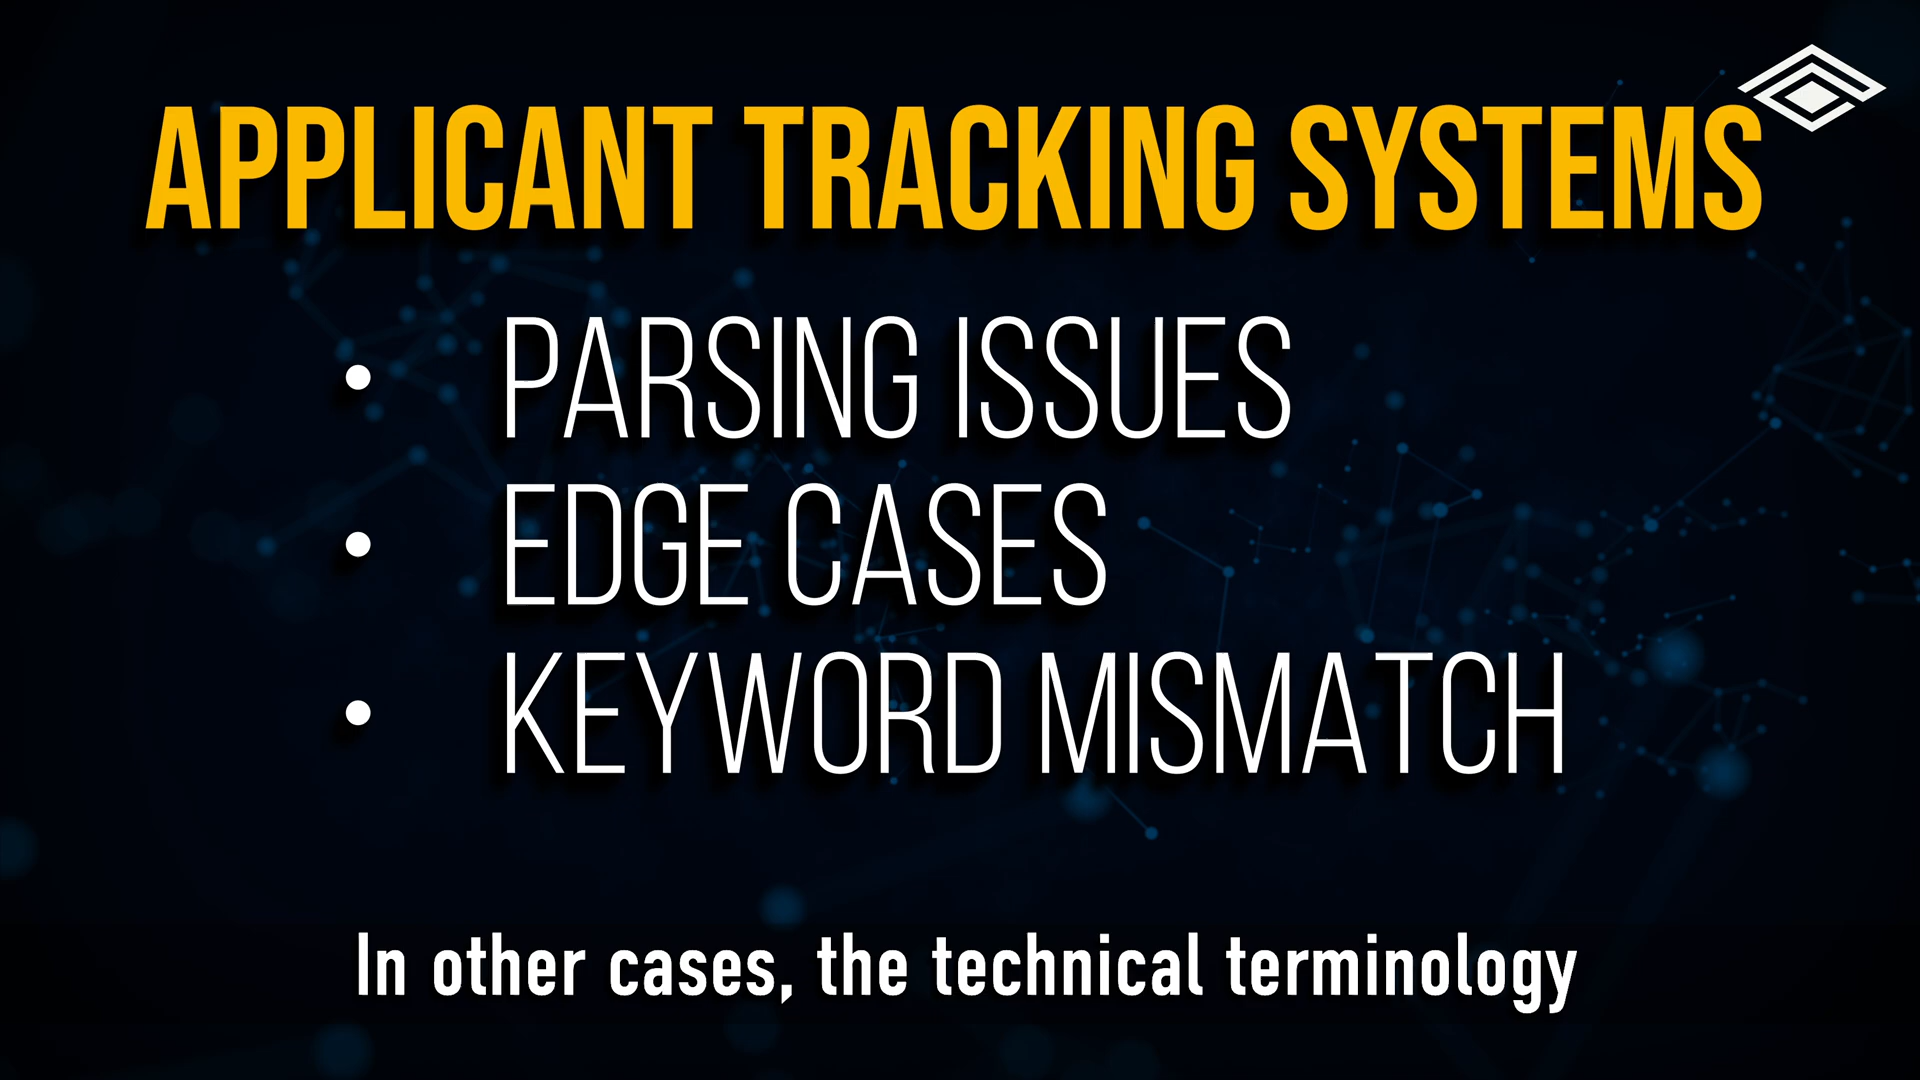 APPLICANT TRACKING SYSTEMS
• PARSING ISSUES
• EDGE CASES
• KEYWORD MISMATCH
In other cases, the technical terminology